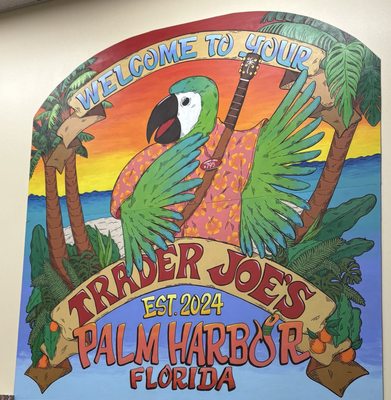 WELCOME TO YOUR
TRADER JOE'S
EST. 2024
PALM HARBOR
FLORIDA